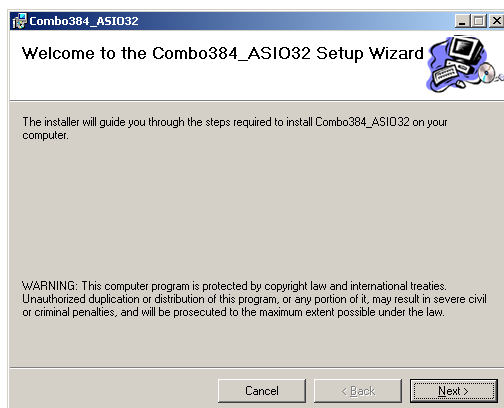 Combo384_ASIO32
Welcome to the Combo384_ASIO32 Setup Wizard
The installer will guide you through the steps required to install Combo384_ASIO32 on your
computer.
WARNING: This computer program is protected by copyright law and international treaties.
Unauthorized duplication or distribution of this program, or any portion of it, may result in severe civil
or criminal penalties, and will be prosecuted to the maximum extent possible under the law.
Cancel
< Back
Next >